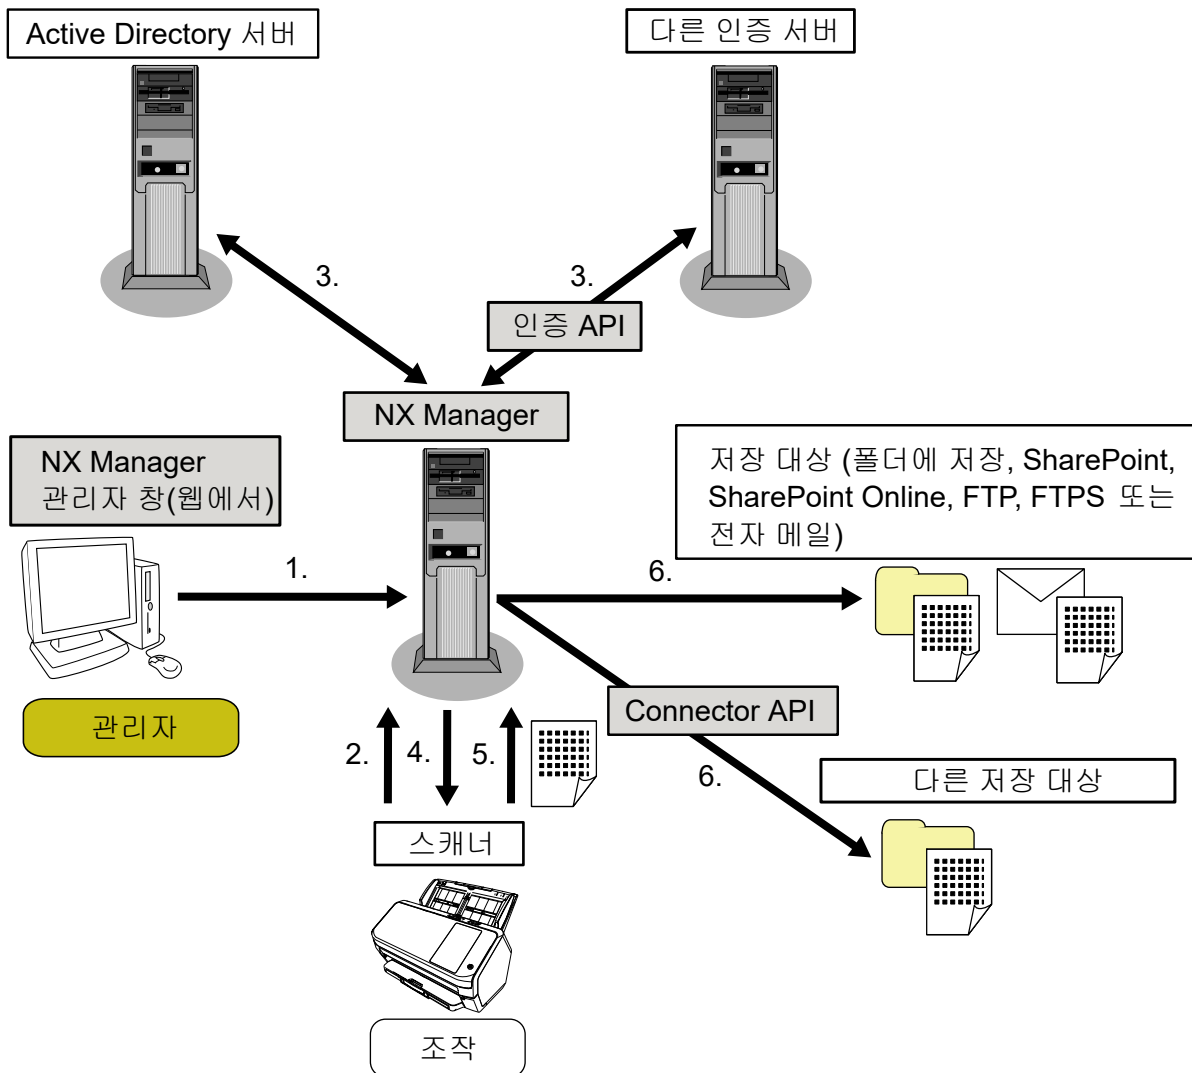 Active Directory 서버
다른 인증 서버
3.
3.
인증 API
NX Manager
NX Manager
관리자 창(웹에서)
저장 대상 (폴더에 저장, SharePoint,
SharePoint Online, FTP, FTPS 또는
전자 메일)
1.
6.
관리자
Connector API
2.
4.
5.
6.
다른 저장 대상
스캐너
조작